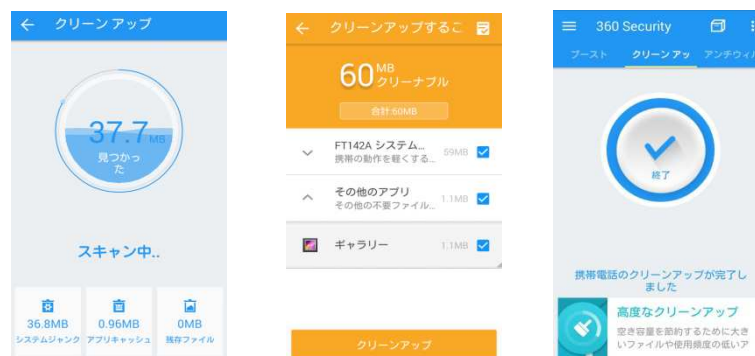 クリーン アップ
37.7 MB
見つかっ
た
スキャン中..
36.8MB
システムジャンク
0.96MB
アプリキャッシュ
0MB
残存ファイル
クリーンアップするこ
60 MB
クリーナブル
合計:60MB
FT142A システム...
59MB
携帯の動作を軽くする...
その他のアプリ
1.1MB
その他の不要ファイル...
ギャラリー
1.1MB
クリーンアップ
360 Security
ブースト
クリーンアッ
アンチウィル
終了
携帯電話のクリーンアップが完了し
ました
高度なクリーンアップ
空き容量を節約するために大き
いファイルや使用頻度の低いア